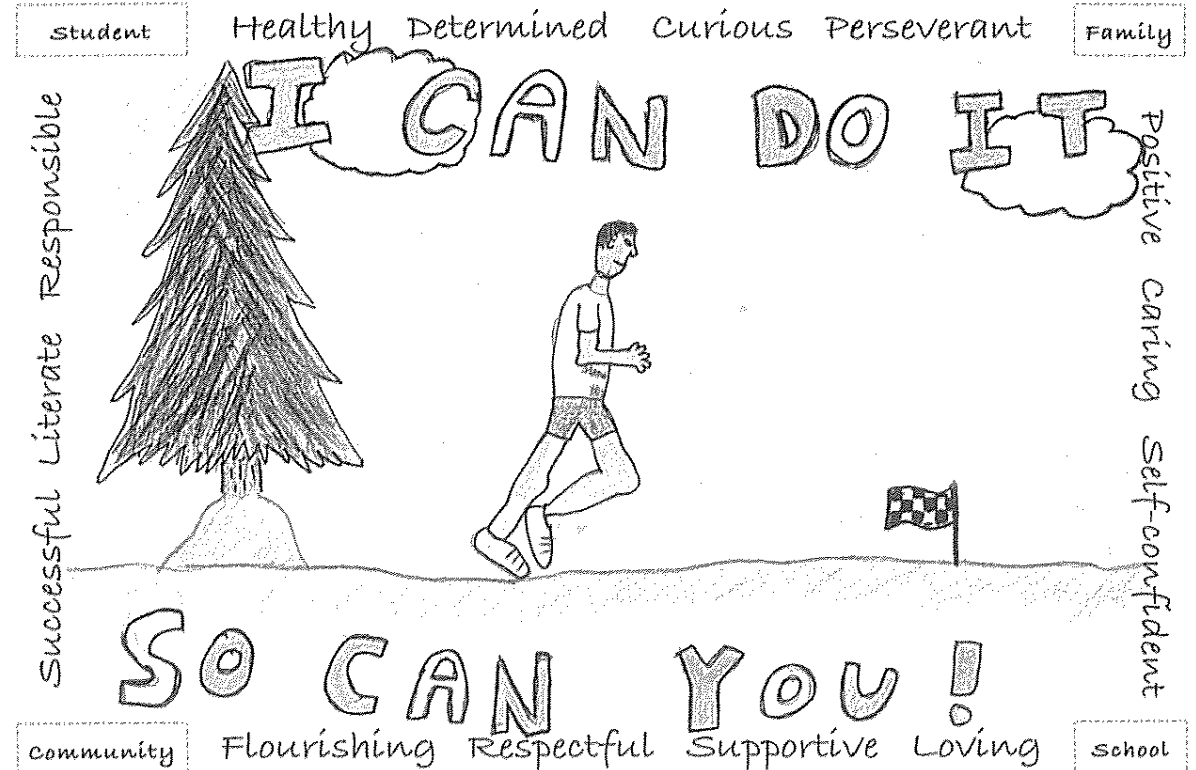 Student Healthy Determined Curious Perseverant Family
I CAN DO IT
Successful Literate Responsible
Positive Caring Self-confident
SO CAN YOU!
Community Flourishing Respectful Supportive Loving School